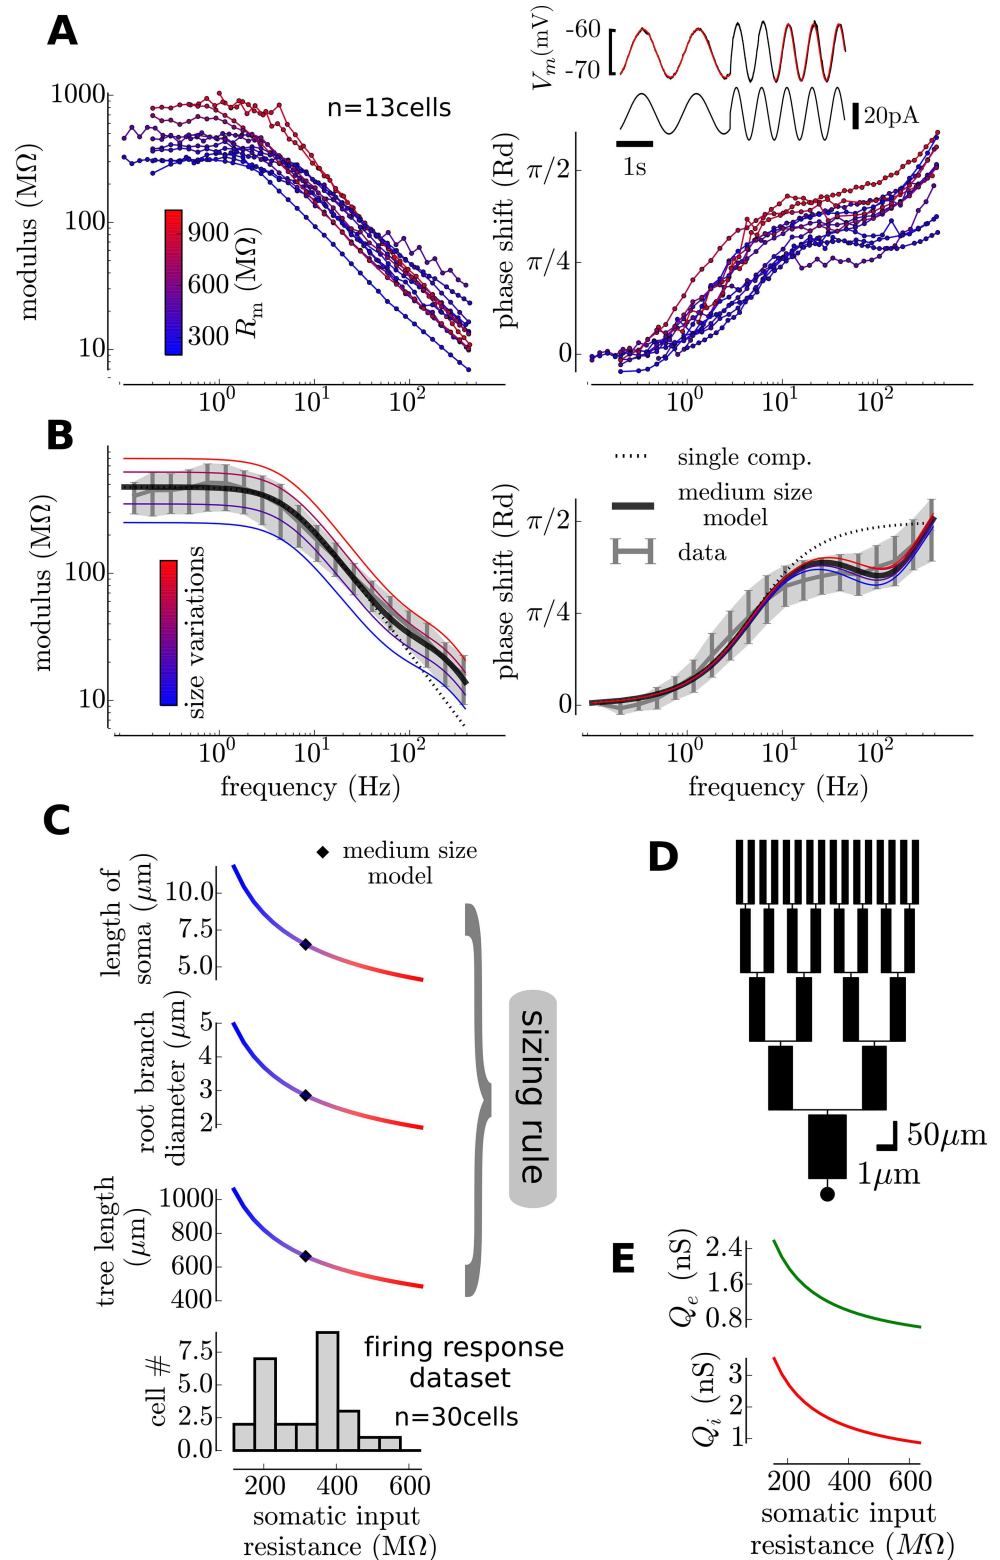 A
V_m(mV)
-60
-70
20pA
1s
n=13cells
modulus (MΩ)
1000
100
10
R_m (MΩ)
900
600
300
10^0 10^1 10^2
phase shift (Rd)
π/2
π/4
0
10^0 10^1 10^2
B
modulus (MΩ)
100
10
size variations
10^0 10^1 10^2
frequency (Hz)
single comp.
medium size
model
data
phase shift (Rd)
π/2
π/4
0
10^0 10^1 10^2
frequency (Hz)
C
medium size
model
length of
soma (μm)
10.0
7.5
5.0
root branch
diameter (μm)
5
4
3
2
tree length
(μm)
1000
800
600
400
sizing rule
cell #
7.5
5.0
2.5
0.0
firing response
dataset
n=30cells
200 400 600
somatic input
resistance (MΩ)
D
50μm
1μm
E
Q_e (nS)
2.4
1.6
0.8
Q_i (nS)
3
2
1
200 400 600
somatic input
resistance (MΩ)